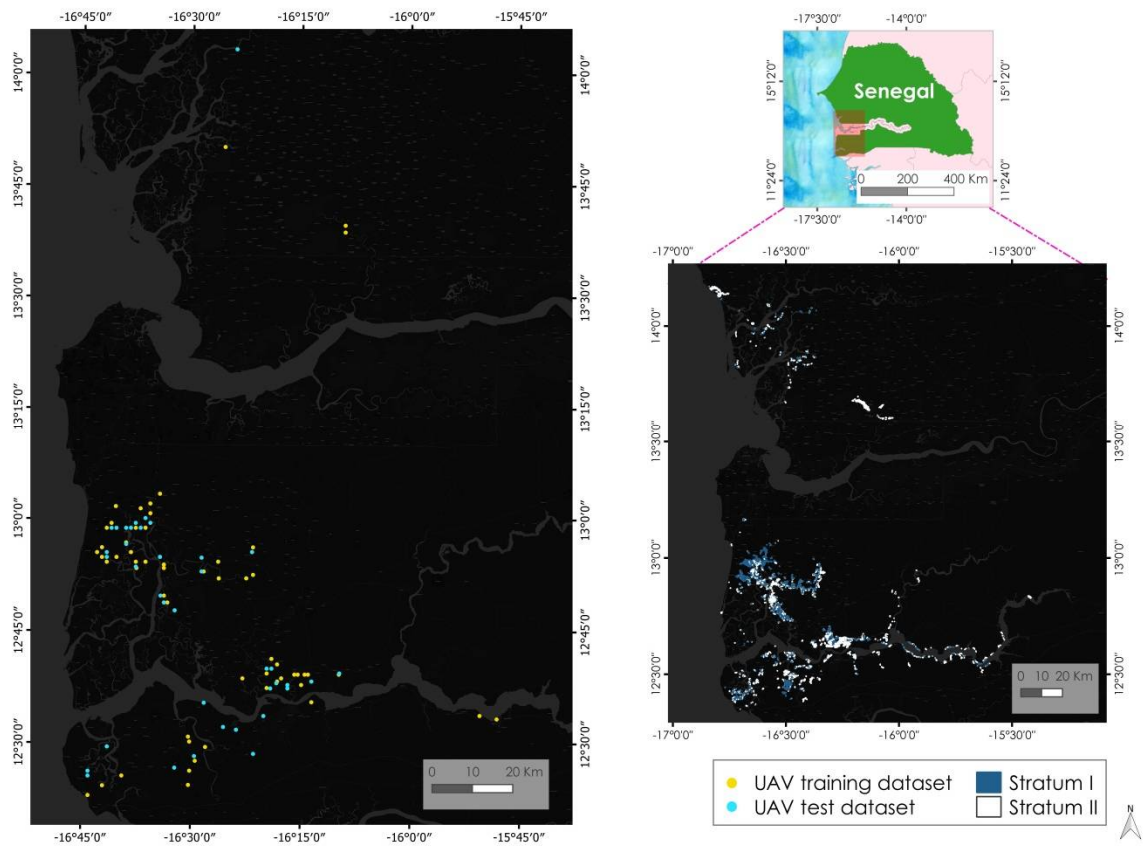 -16°45'0" -16°30'0" -16°15'0" -16°0'0" -15°45'0"
14°0'0" 14°0'0"
13°45'0" 13°45'0"
13°30'0" 13°30'0"
13°15'0" 13°15'0"
13°0'0" 13°0'0"
12°45'0" 12°45'0"
12°30'0" 12°30'0"
0 10 20 Km
-16°45'0" -16°30'0" -16°15'0" -16°0'0" -15°45'0"
-17°30'0" -14°0'0"
15°12'0" 15°12'0"
Senegal
11°24'0" 11°24'0"
0 200 400 Km
-17°30'0" -14°0'0"
-17°0'0" -16°30'0" -16°0'0" -15°30'0"
14°0'0" 14°0'0"
13°30'0" 13°30'0"
13°0'0" 13°0'0"
12°30'0" 12°30'0"
0 10 20 Km
-17°0'0" -16°30'0" -16°0'0" -15°30'0"
UAV training dataset Stratum I
UAV test dataset Stratum II
N